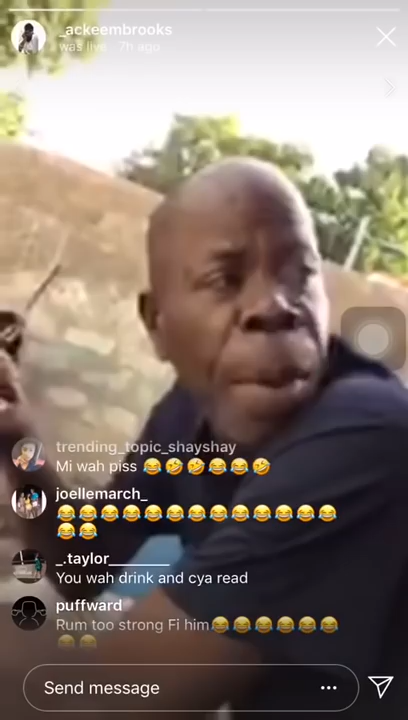 _ackeembrooks
was live · 7h ago
trending_topic_shayshay
Mi wah piss 😂🤣🤣😂😂🤣
joellemarch_
😂😂😂😂😂😂😂😂😂😂😂😂😂
😂😂
_.taylor________
You wah drink and cya read
puffward
Rum too strong Fi him😂😂😂😂😂😂
😂😂
Send message